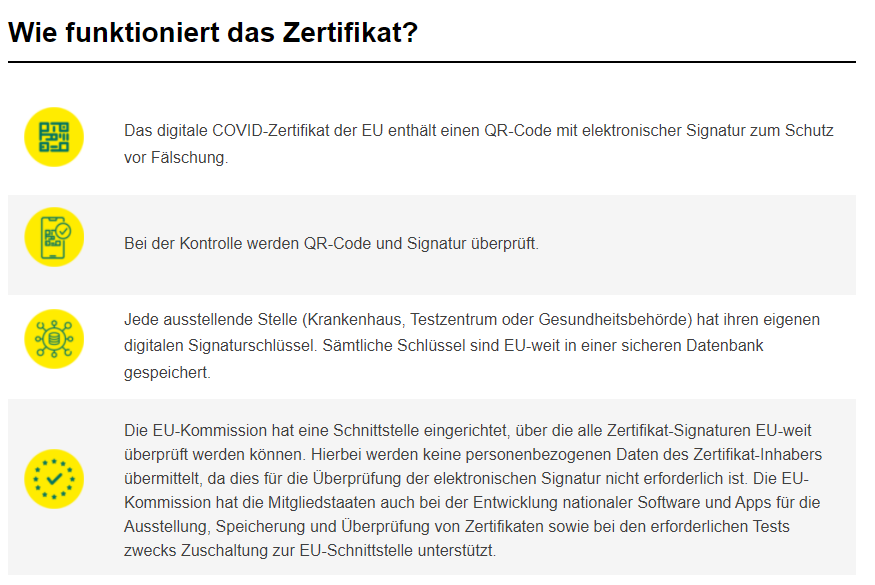 Wie funktioniert das Zertifikat?
Das digitale COVID-Zertifikat der EU enthält einen QR-Code mit elektronischer Signatur zum Schutz
vor Fälschung.
Bei der Kontrolle werden QR-Code und Signatur überprüft.
Jede ausstellende Stelle (Krankenhaus, Testzentrum oder Gesundheitsbehörde) hat ihren eigenen
digitalen Signaturschlüssel. Sämtliche Schlüssel sind EU-weit in einer sicheren Datenbank
gespeichert.
Die EU-Kommission hat eine Schnittstelle eingerichtet, über die alle Zertifikat-Signaturen EU-weit
überprüft werden können. Hierbei werden keine personenbezogenen Daten des Zertifikat-Inhabers
übermittelt, da dies für die Überprüfung der elektronischen Signatur nicht erforderlich ist. Die EU-
Kommission hat die Mitgliedstaaten auch bei der Entwicklung nationaler Software und Apps für die
Ausstellung, Speicherung und Überprüfung von Zertifikaten sowie bei den erforderlichen Tests
zwecks Zuschaltung zur EU-Schnittstelle unterstützt.